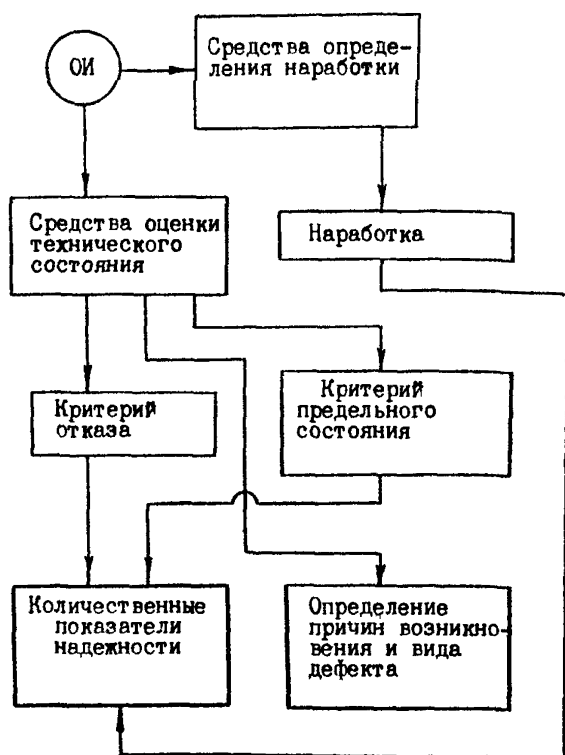 ОИ
Средства опреде-
ления наработки
Средства оценки
технического
состояния
Наработка
Критерий
отказа
Критерий
предельного
состояния
Количественные
показатели
надежности
Определение
причин возникно-
вения и вида
дефекта